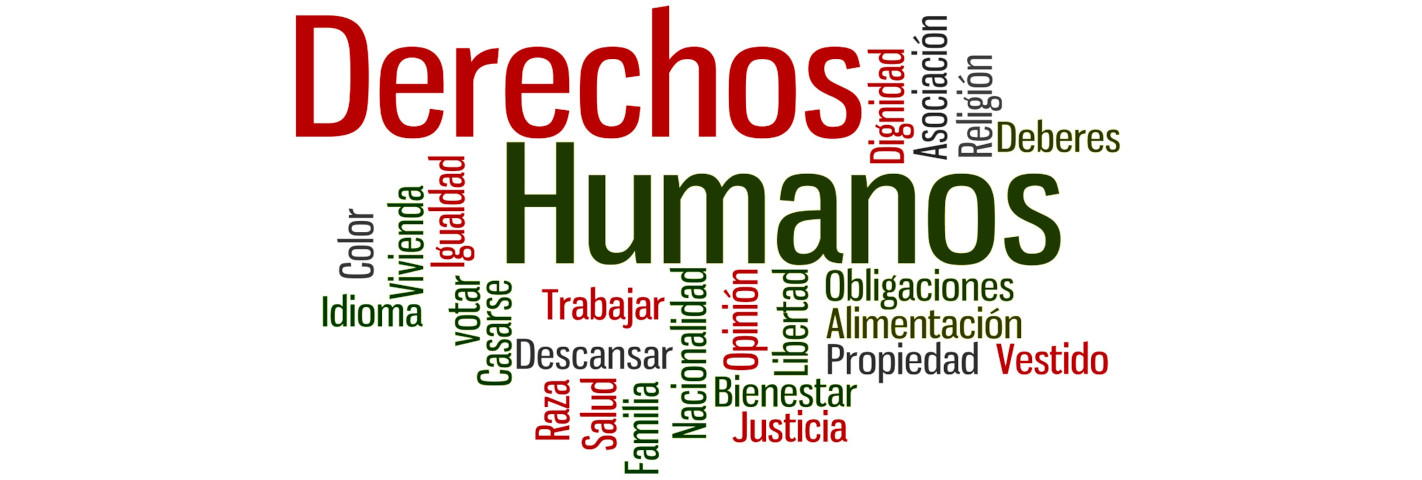 Derechos
Dignidad
Asociación
Religión
Deberes
Humanos
Color
Vivienda
Igualdad
Idioma
votar
Casarse
Trabajar
Descansar
Nacionalidad
Opinión
Libertad
Obligaciones
Alimentación
Propiedad
Vestido
Raza
Salud
Familia
Bienestar
Justicia